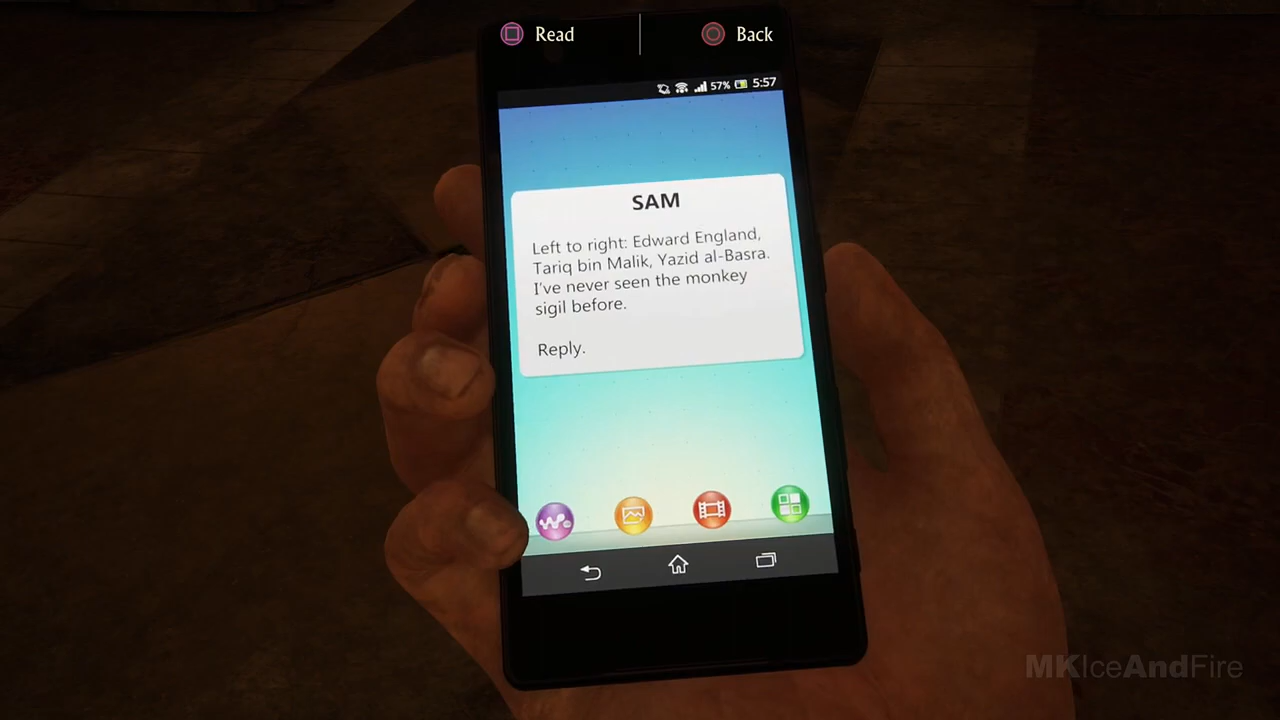 Read
Back
57% 5:57
SAM
Left to right: Edward England,
Tariq bin Malik, Yazid al-Basra.
I've never seen the monkey
sigil before.
Reply.
MKIceAndFire